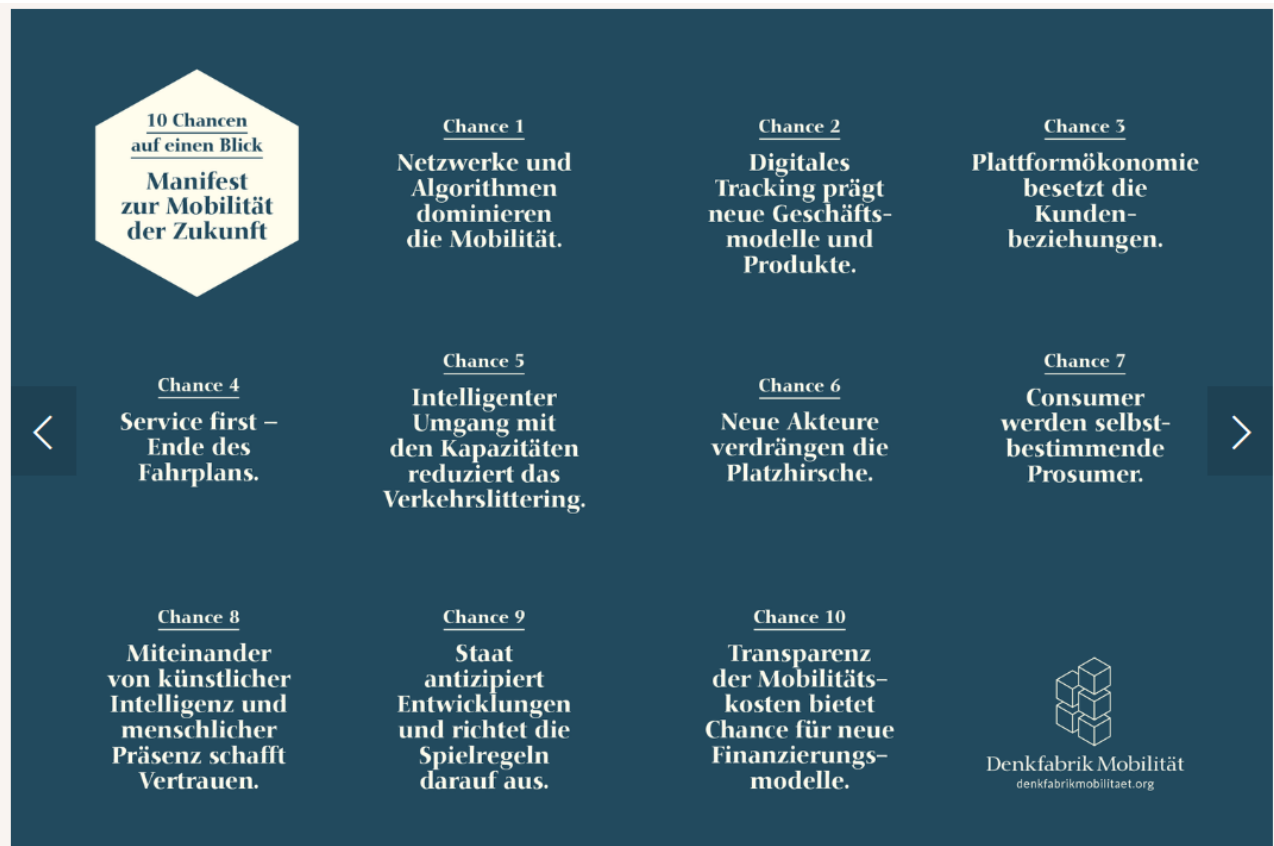 10 Chancen
auf einen Blick
Manifest
zur Mobilität
der Zukunft
Chance 1
Netzwerke und
Algorithmen
dominieren
die Mobilität.
Chance 2
Digitales
Tracking prägt
neue Geschäfts-
modelle und
Produkte.
Chance 3
Plattformökonomie
besetzt die
Kunden-
beziehungen.
Chance 4
Service first –
Ende des
Fahrplans.
Chance 5
Intelligenter
Umgang mit
den Kapazitäten
reduziert das
Verkehrslittering.
Chance 6
Neue Akteure
verdrängen die
Platzhirsche.
Chance 7
Consumer
werden selbst-
bestimmende
Prosumer.
Chance 8
Miteinander
von künstlicher
Intelligenz und
menschlicher
Präsenz schafft
Vertrauen.
Chance 9
Staat
antizipiert
Entwicklungen
und richtet die
Spielregeln
darauf aus.
Chance 10
Transparenz
der Mobilitäts-
kosten bietet
Chance für neue
Finanzierungs-
modelle.
Denkfabrik Mobilität
denkfabrikmobilitaet.org